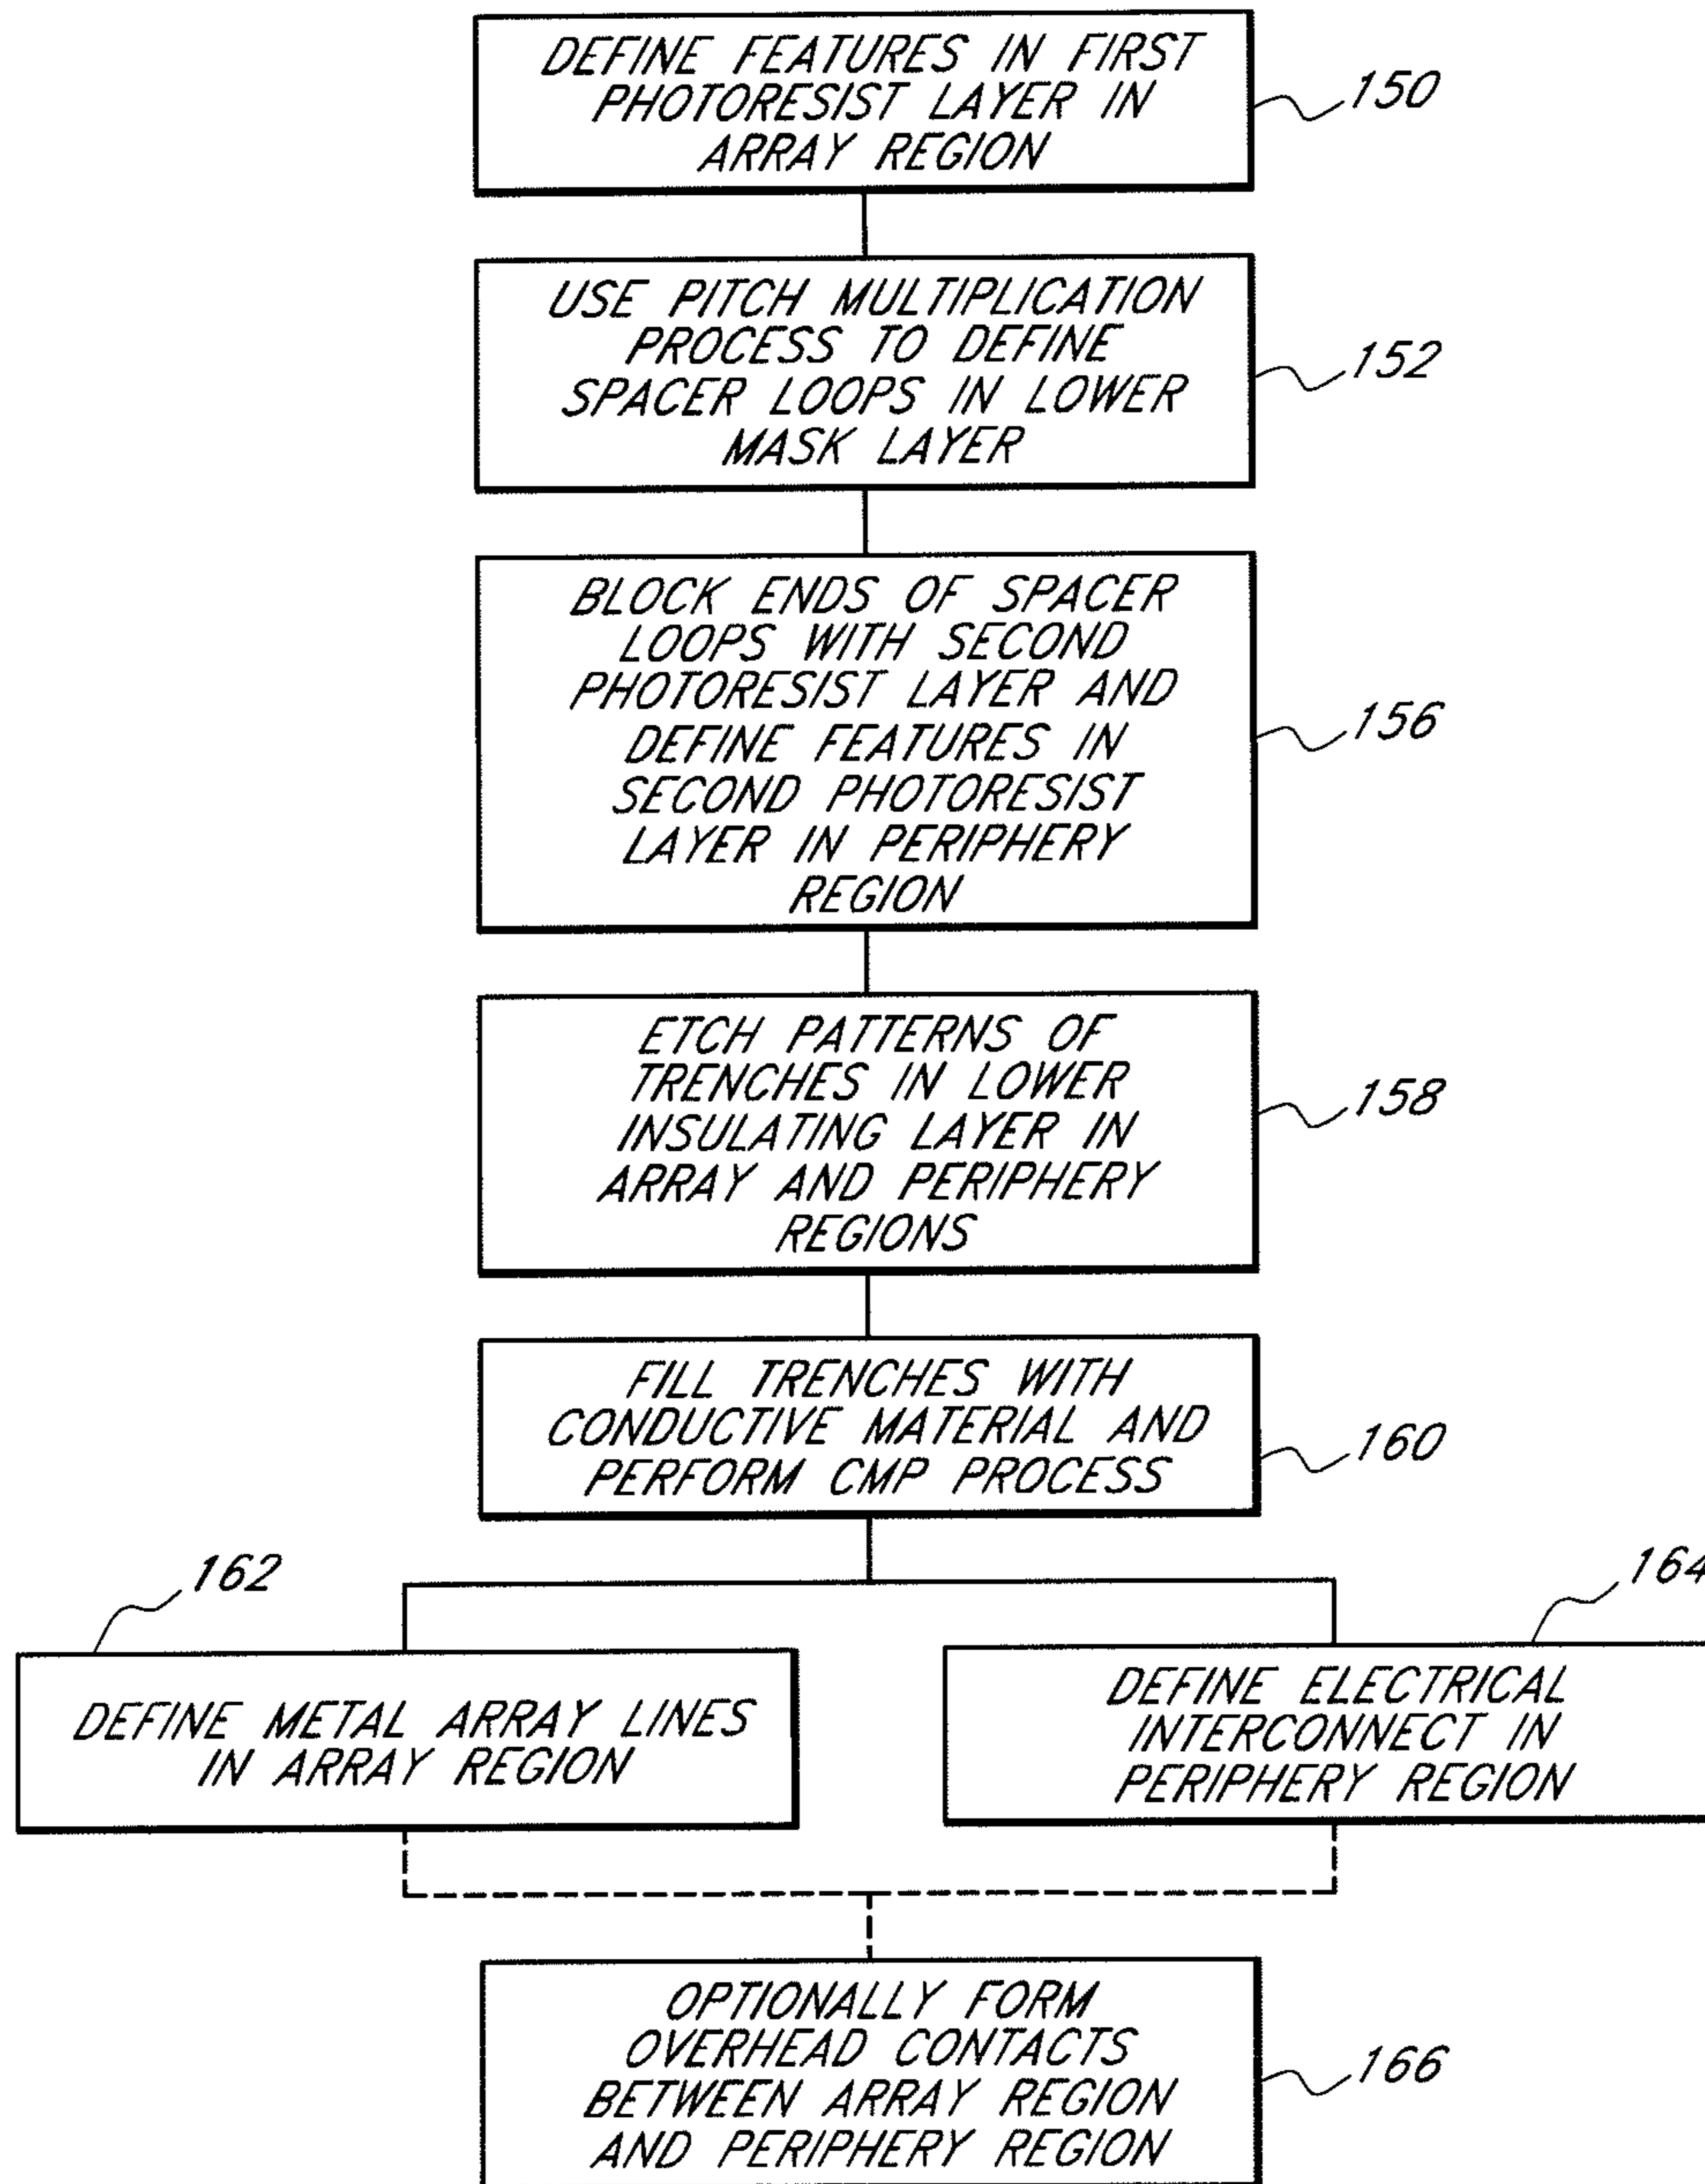 DEFINE FEATURES IN FIRST
PHOTORESIST LAYER IN
ARRAY REGION
150
USE PITCH MULTIPLICATION
PROCESS TO DEFINE
SPACER LOOPS IN LOWER
MASK LAYER
152
BLOCK ENDS OF SPACER
LOOPS WITH SECOND
PHOTORESIST LAYER AND
DEFINE FEATURES IN
SECOND PHOTORESIST
LAYER IN PERIPHERY
REGION
156
ETCH PATTERNS OF
TRENCHES IN LOWER
INSULATING LAYER IN
ARRAY AND PERIPHERY
REGIONS
158
FILL TRENCHES WITH
CONDUCTIVE MATERIAL AND
PERFORM CMP PROCESS
160
162
DEFINE METAL ARRAY LINES
IN ARRAY REGION
164
DEFINE ELECTRICAL
INTERCONNECT IN
PERIPHERY REGION
OPTIONALLY FORM
OVERHEAD CONTACTS
BETWEEN ARRAY REGION
AND PERIPHERY REGION
166